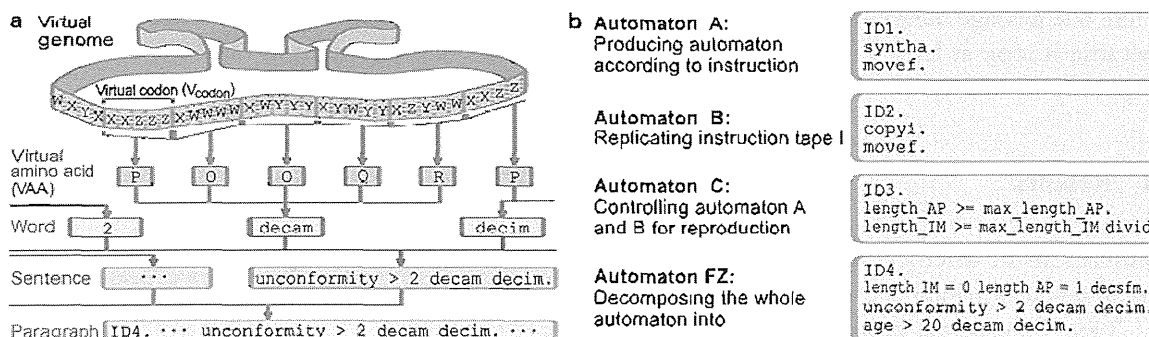 a Virtual genome
Virtual codon (Vcodon)
WXYXXXZZZXWWWWXWYYYXYWYYXZYWWXXZZ
Virtual amino acid (VAA)
P O O Q R P
Word 2 decam decim
Sentence ... unconformity > 2 decam decim.
Paragraph ID4. ... unconformity > 2 decam decim. ...
b Automaton A:
Producing automaton
according to instruction
ID1.
syntha.
movef.
Automaton B:
Replicating instruction tape I
ID2.
copyi.
movef.
Automaton C:
Controlling automaton A
and B for reproduction
ID3.
length_AP >= max_length_AP.
length_IM >= max_length_IM divid
Automaton FZ:
Decomposing the whole
automaton into
ID4.
length IM = 0 length AP = 1 decsfm.
unconformity > 2 decam decim.
age > 20 decam decim.